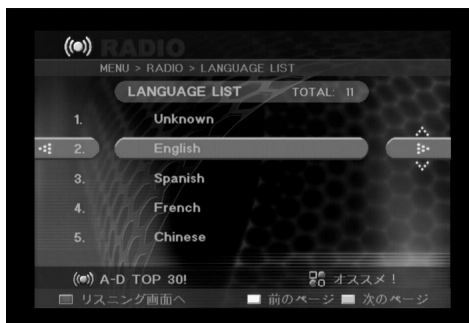 RADIO
MENU > RADIO > LANGUAGE LIST
LANGUAGE LIST TOTAL: 11
1. Unknown
2. English
3. Spanish
4. French
5. Chinese
A-D TOP 30! オススメ!
リスニング画面へ 前のページ 次のページ